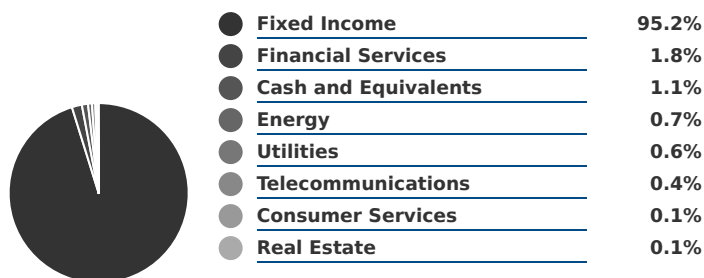 Fixed Income 95.2%
Financial Services 1.8%
Cash and Equivalents 1.1%
Energy 0.7%
Utilities 0.6%
Telecommunications 0.4%
Consumer Services 0.1%
Real Estate 0.1%